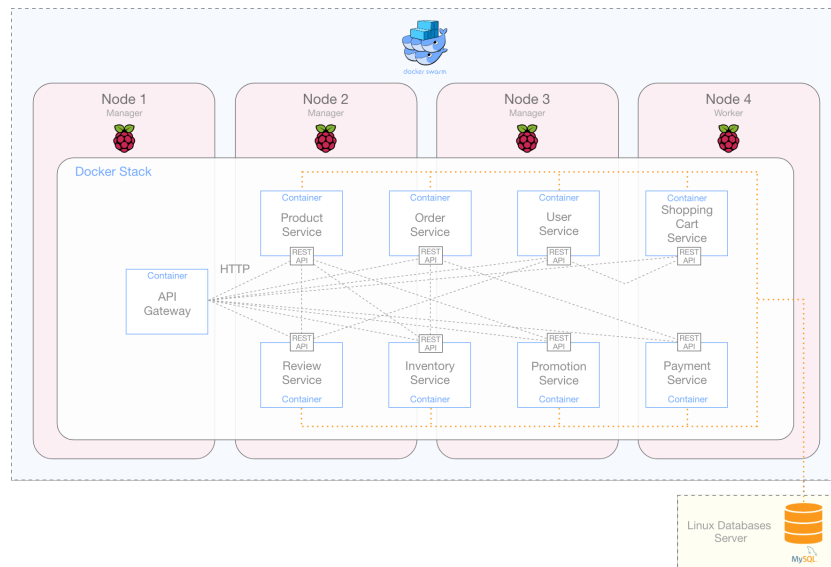 docker swarm
Node 1
Manager
Node 2
Manager
Node 3
Manager
Node 4
Worker
Docker Stack
Container
Product
Service
REST
API
Container
Order
Service
REST
API
Container
User
Service
REST
API
Container
Shopping
Cart
Service
REST
API
HTTP
Container
API
Gateway
REST
API
Review
Service
Container
REST
API
Inventory
Service
Container
REST
API
Promotion
Service
Container
REST
API
Payment
Service
Container
Linux Databases
Server
MySQL